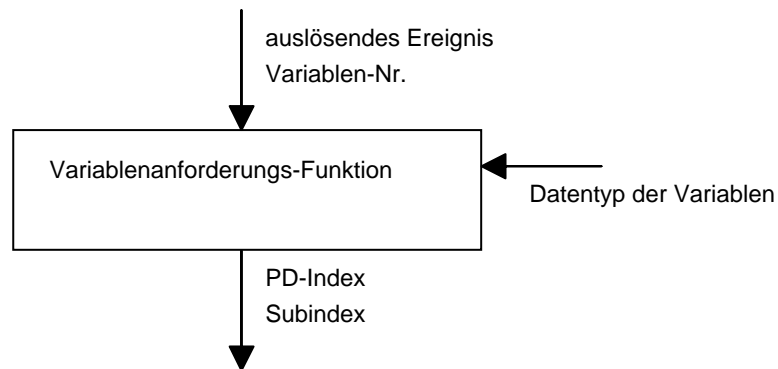 auslösendes Ereignis
Variablen-Nr.
Variablenanforderungs-Funktion
Datentyp der Variablen
PD-Index
Subindex